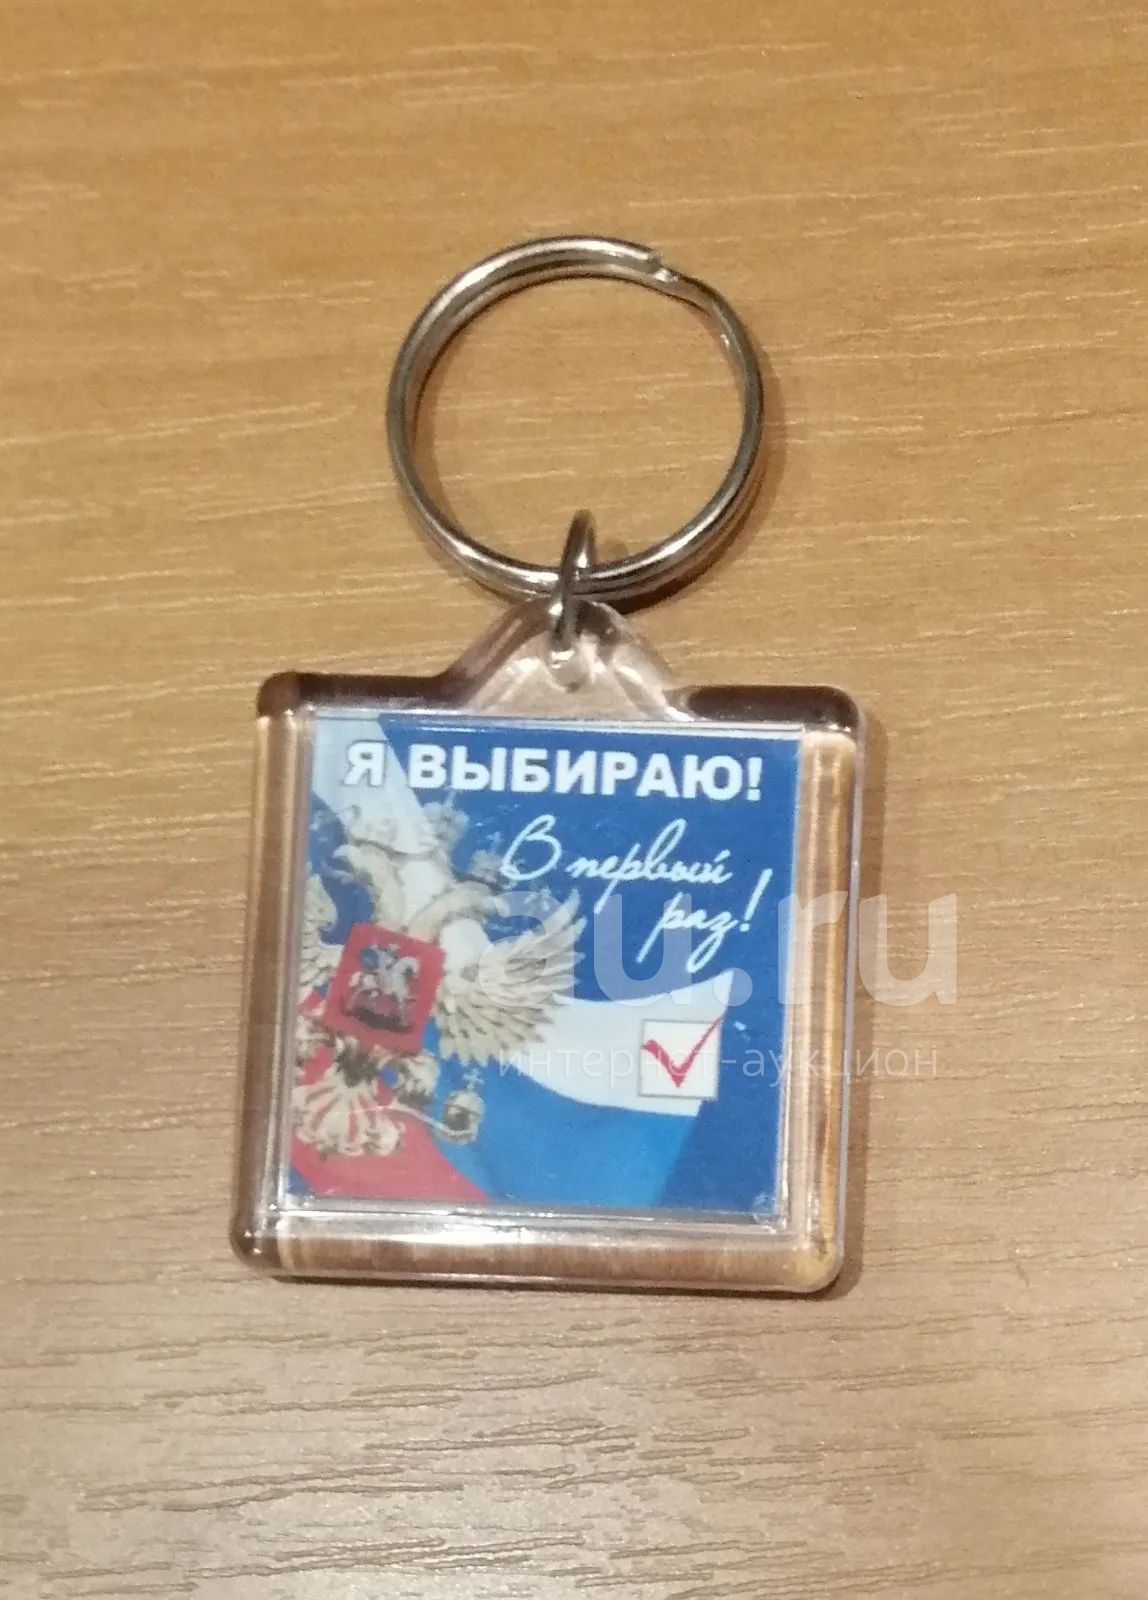 Я ВЫБИРАЮ!
В первый
раз!
au.ru
интернет-аукцион